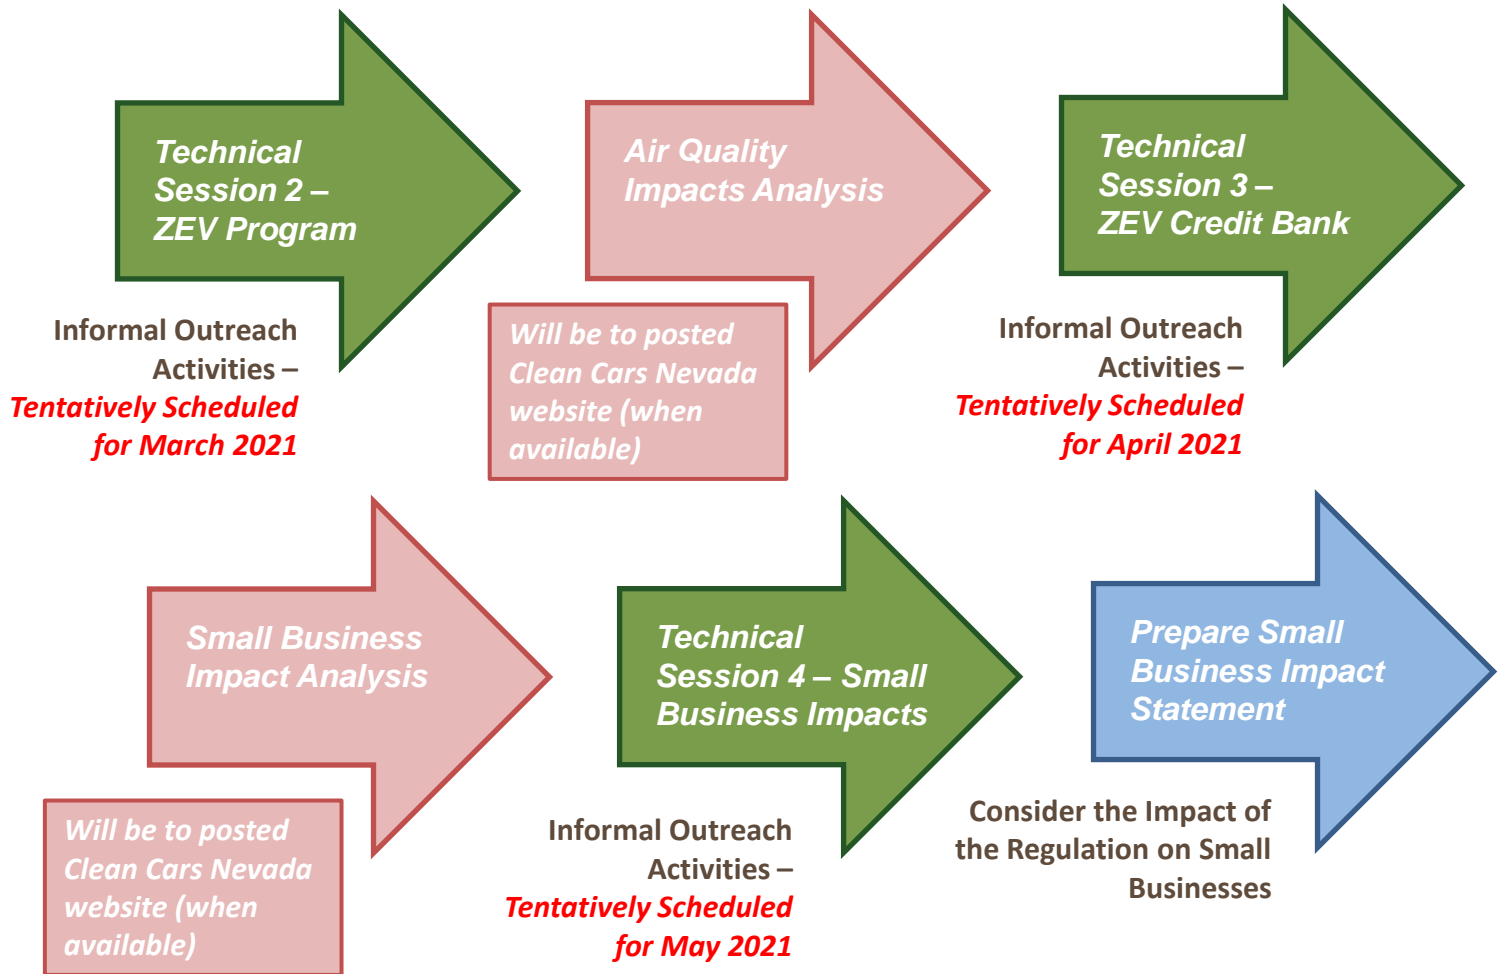 Technical
Session 2 –
ZEV Program
Informal Outreach
Activities –
Tentatively Scheduled
for March 2021
Air Quality
Impacts Analysis
Will be to posted
Clean Cars Nevada
website (when
available)
Technical
Session 3 –
ZEV Credit Bank
Informal Outreach
Activities –
Tentatively Scheduled
for April 2021
Small Business
Impact Analysis
Will be to posted
Clean Cars Nevada
website (when
available)
Technical
Session 4 – Small
Business Impacts
Informal Outreach
Activities –
Tentatively Scheduled
for May 2021
Prepare Small
Business Impact
Statement
Consider the Impact of
the Regulation on Small
Businesses